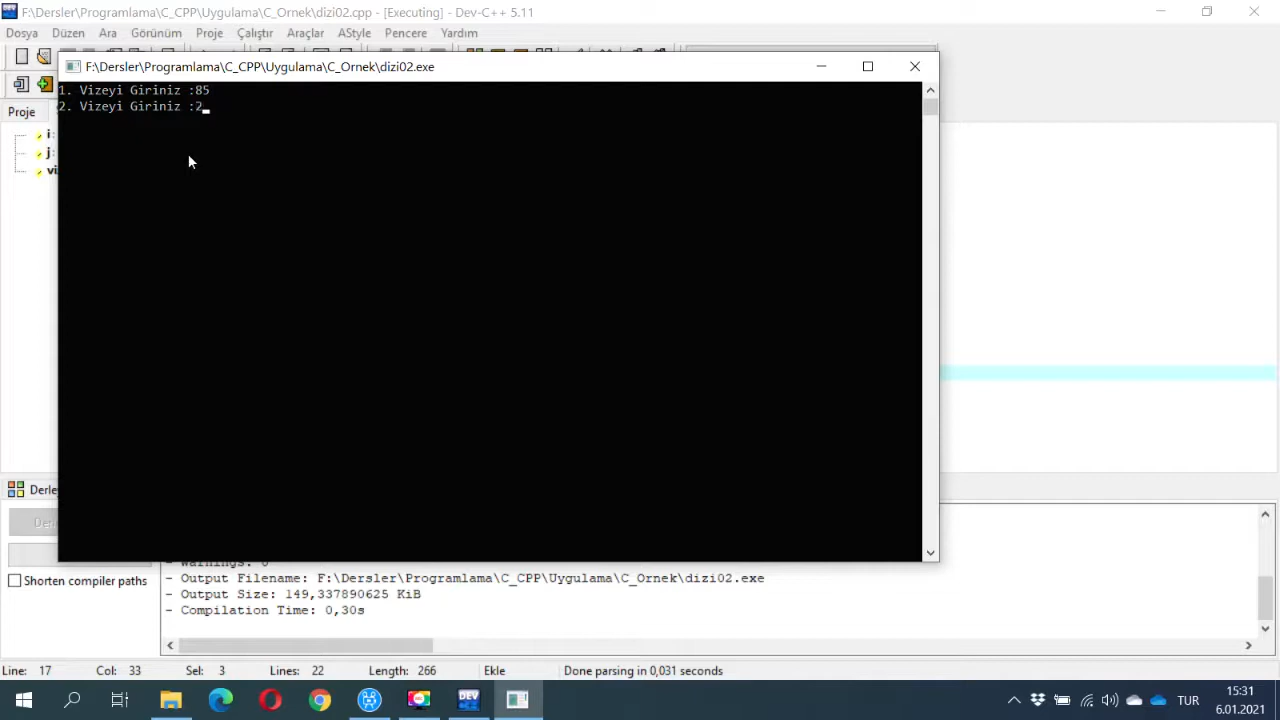 F:\Dersler\Programlama\C_CPP\Uygulama\C_Ornek\dizi02.cpp - [Executing] - Dev-C++ 5.11
Dosya Düzen Ara Görünüm Proje Çalıştır Araçlar AStyle Pencere Yardım
F:\Dersler\Programlama\C_CPP\Uygulama\C_Ornek\dizi02.exe
1. Vizeyi Giriniz :85
2. Vizeyi Giriniz :2
Proje
i:
j:
Shorten compiler paths
- Warnings: 0
- Output Filename: F:\Dersler\Programlama\C_CPP\Uygulama\C_Ornek\dizi02.exe
- Output Size: 149,337890625 KiB
- Compilation Time: 0,30s
Line: 17 Col: 33 Sel: 3 Lines: 22 Length: 266 Ekle Done parsing in 0,031 seconds
DEV
TUR
15:31
6.01.2021